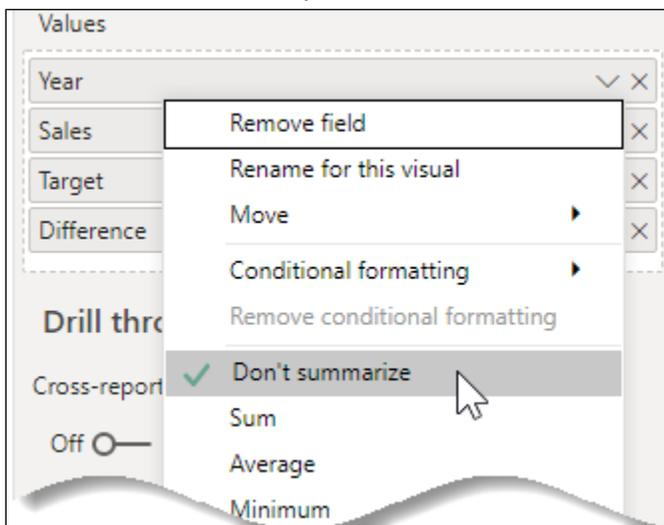 Values
Year
Sales
Target
Difference
Remove field
Rename for this visual
Move
Conditional formatting
Remove conditional formatting
Don't summarize
Sum
Average
Minimum
Drill thro
Cross-report
Off